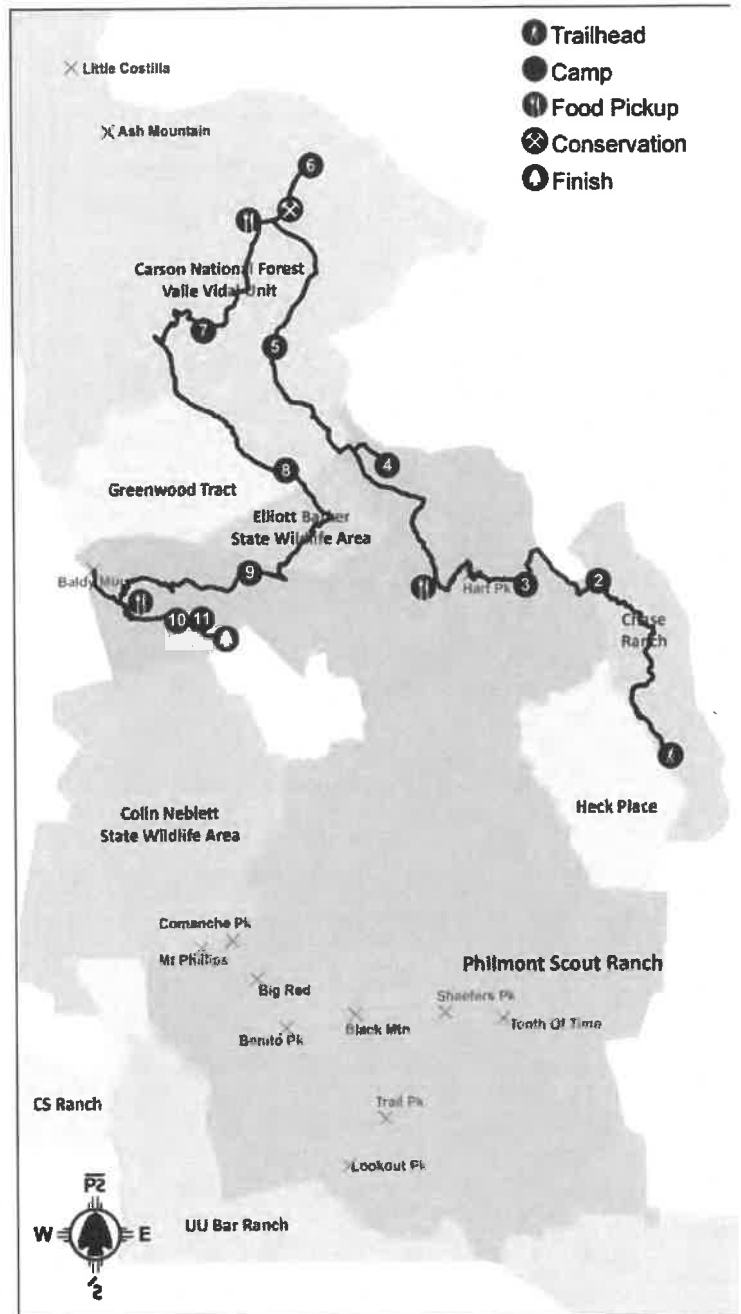 Trailhead
Camp
Food Pickup
Conservation
Finish
Little Costilla
Ash Mountain
6
Carson National Forest
Valle Vidal Unit
7
5
4
8
Greenwood Tract
Elliott Barker
State Wildlife Area
Baldy
9
Hart Pk
3
2
Chase
Ranch
10
11
Heck Place
Colin Neblett
State Wildlife Area
Comanche Pk
Mt Phillips
Big Red
Philmont Scout Ranch
Shaefers Pk
Black Mtn
Tooth Of Time
Bonito Pk
Trail Pk
CS Ranch
Lookout Pk
W
E
UU Bar Ranch